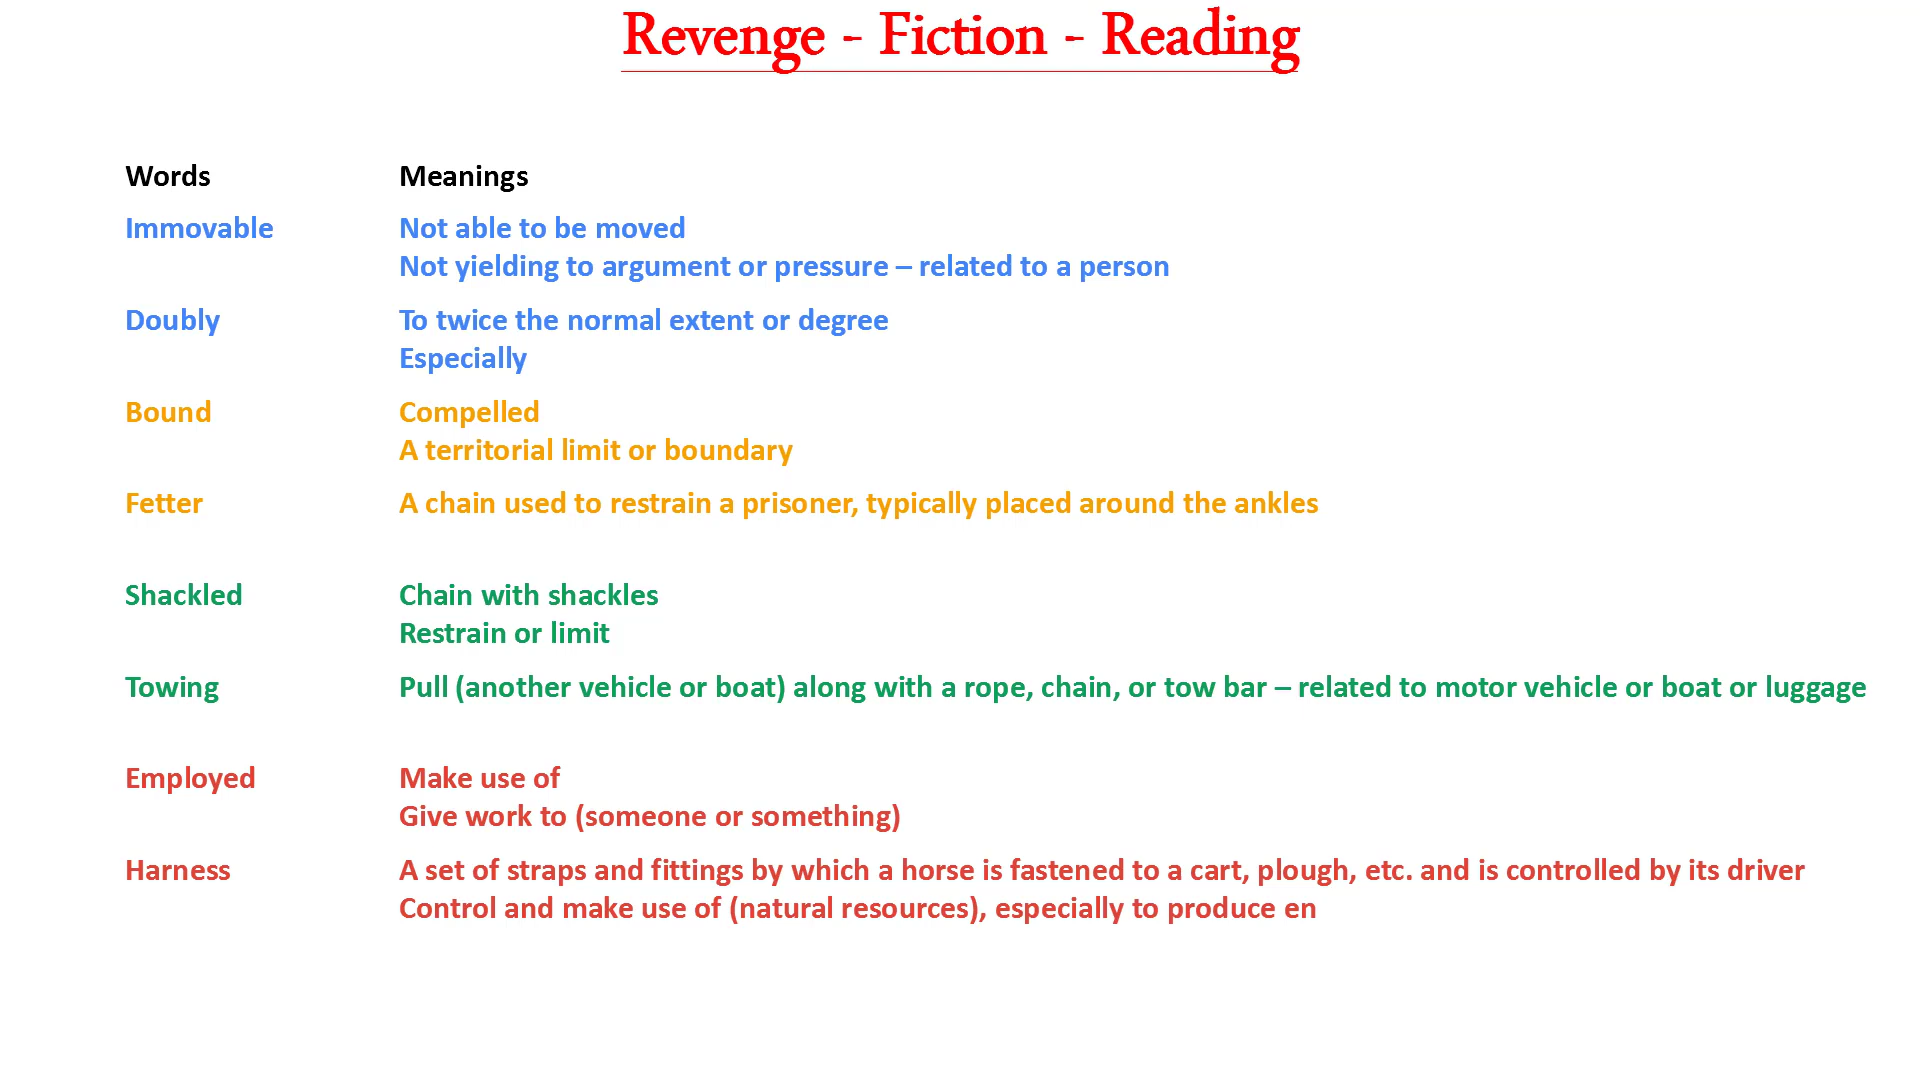 Revenge - Fiction - Reading
Words Meanings
Immovable Not able to be moved
Not yielding to argument or pressure – related to a person
Doubly To twice the normal extent or degree
Especially
Bound Compelled
A territorial limit or boundary
Fetter A chain used to restrain a prisoner, typically placed around the ankles
Shackled Chain with shackles
Restrain or limit
Towing Pull (another vehicle or boat) along with a rope, chain, or tow bar – related to motor vehicle or boat or luggage
Employed Make use of
Give work to (someone or something)
Harness A set of straps and fittings by which a horse is fastened to a cart, plough, etc. and is controlled by its driver
Control and make use of (natural resources), especially to produce en